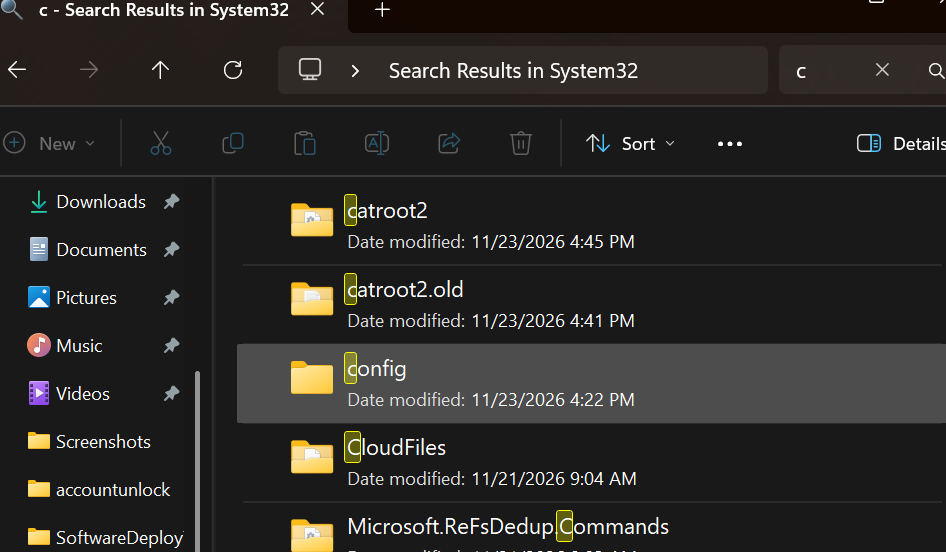 c - Search Results in System32
Search Results in System32
c
New
Sort
Details
Downloads
Documents
Pictures
Music
Videos
Screenshots
accountunlock
SoftwareDeploy
catroot2
Date modified: 11/23/2026 4:45 PM
catroot2.old
Date modified: 11/23/2026 4:41 PM
config
Date modified: 11/23/2026 4:22 PM
CloudFiles
Date modified: 11/21/2026 9:04 AM
Microsoft.ReFsDedup.Commands